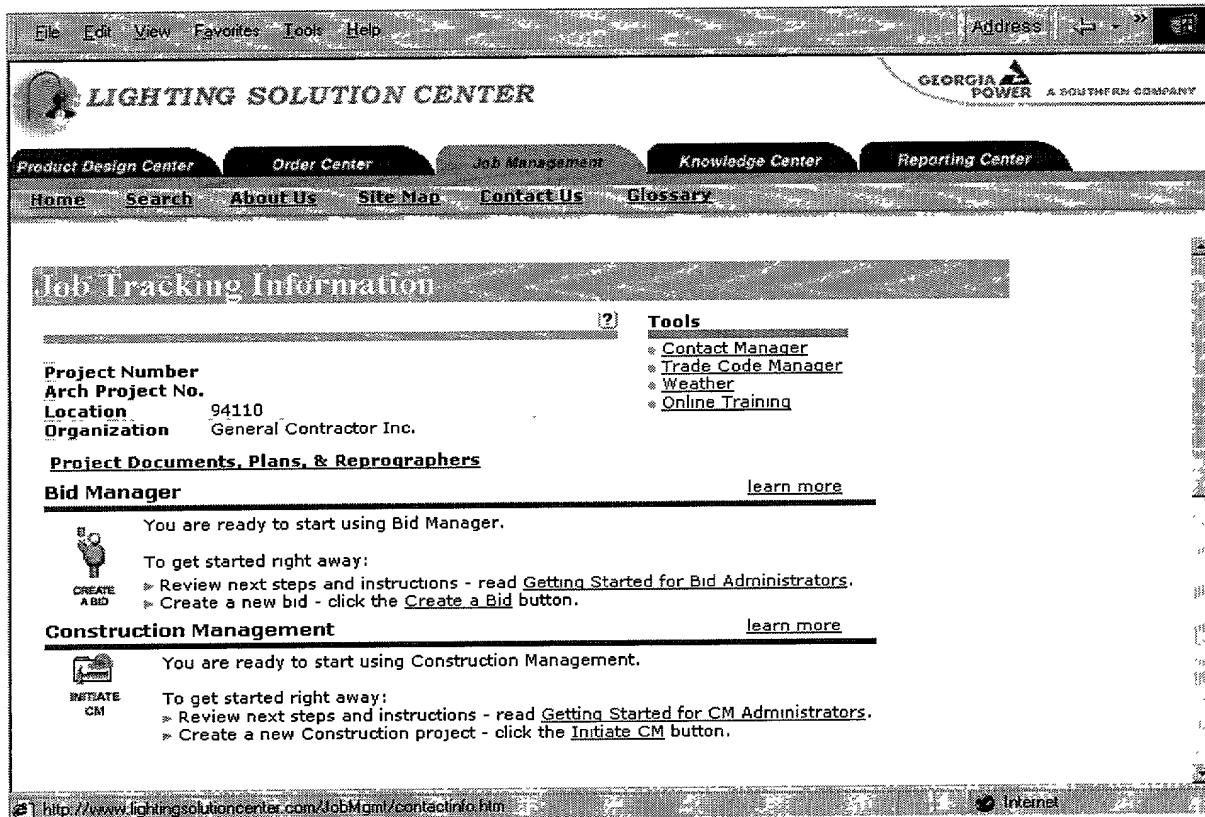 File Edit View Favorites Tools Help Address »
LIGHTING SOLUTION CENTER
GEORGIA POWER A SOUTHERN COMPANY
Product Design Center Order Center Job Management Knowledge Center Reporting Center
Home Search About Us Site Map Contact Us Glossary
Job Tracking Information
[?] Tools
Contact Manager
Trade Code Manager
Weather
Online Training
Project Number
Arch Project No.
Location 94110
Organization General Contractor Inc.
Project Documents, Plans, & Reprographers
Bid Manager learn more
CREATE A BID
You are ready to start using Bid Manager.
To get started right away:
Review next steps and instructions - read Getting Started for Bid Administrators.
Create a new bid - click the Create a Bid button.
Construction Management learn more
INITIATE CM
You are ready to start using Construction Management.
To get started right away:
Review next steps and instructions - read Getting Started for CM Administrators.
Create a new Construction project - click the Initiate CM button.
http://www.lightingsolutioncenter.com/JobMgmt/contactinfo.htm Internet